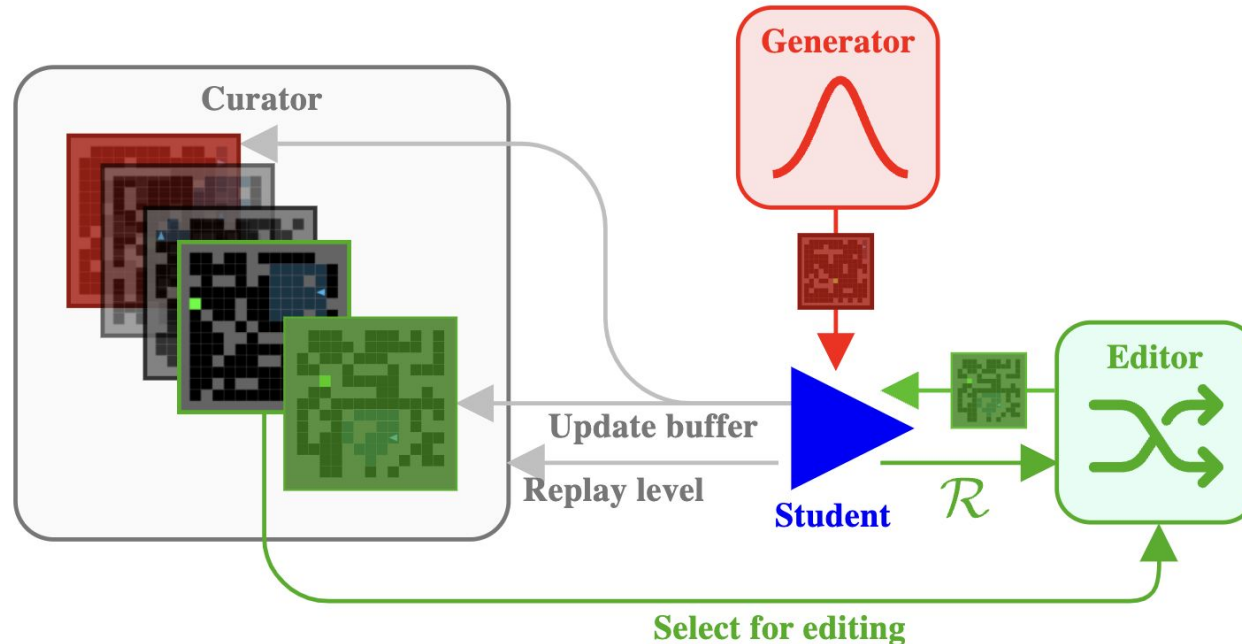 Generator
Curator
Editor
Update buffer
Replay level
Student
ℛ
Select for editing